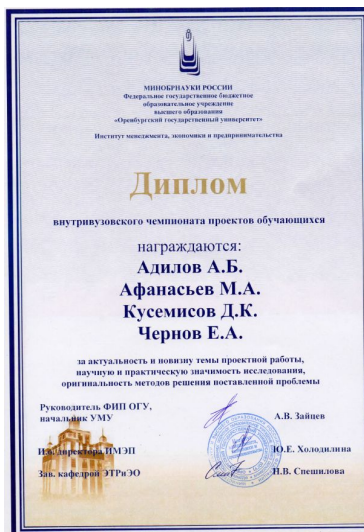 МИНОБРНАУКИ РОССИИ
Федеральное государственное бюджетное
образовательное учреждение
высшего образования
«Оренбургский государственный университет»
Институт менеджмента, экономики и предпринимательства
Диплом
внутривузовского чемпионата проектов обучающихся
награждаются:
Адилов А.Б.
Афанасьев М.А.
Кусемисов Д.К.
Чернов Е.А.
за актуальность и новизну темы проектной работы,
научную и практическую значимость исследования,
оригинальность методов решения поставленной проблемы
Руководитель ФИП ОГУ,
начальник УМУ
А.В. Зайцев
директора ИМЭП
Ю.Е. Холодилина
Зав. кафедрой ЭТРиЭО
Н.В. Спешилова